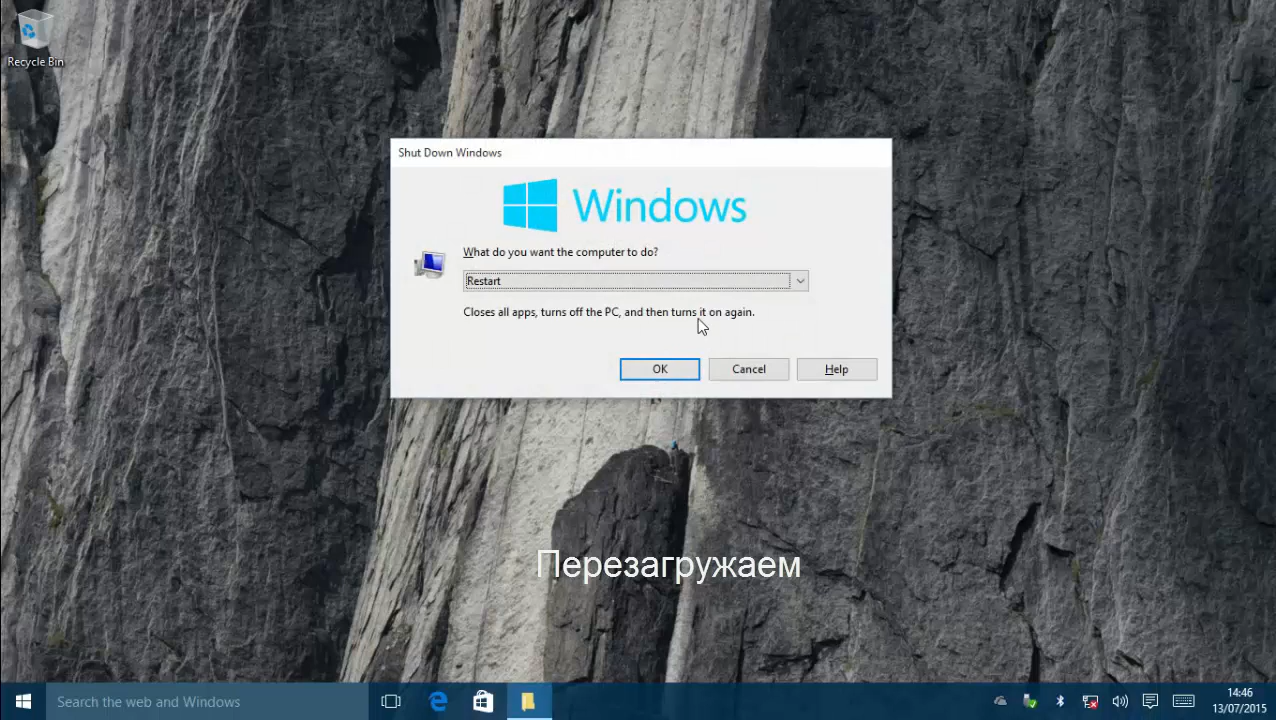 Recycle Bin
Shut Down Windows
Windows
What do you want the computer to do?
Restart
Closes all apps, turns off the PC, and then turns it on again.
OK
Cancel
Help
Перезагружаем
Search the web and Windows
14:46
13/07/2015